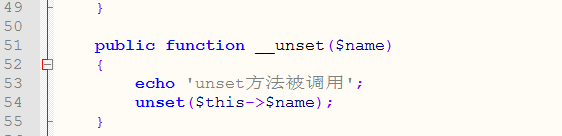 49 }
50
51 public function __unset($name)
52 {
53 echo 'unset方法被调用';
54 unset($this->$name);
55 }